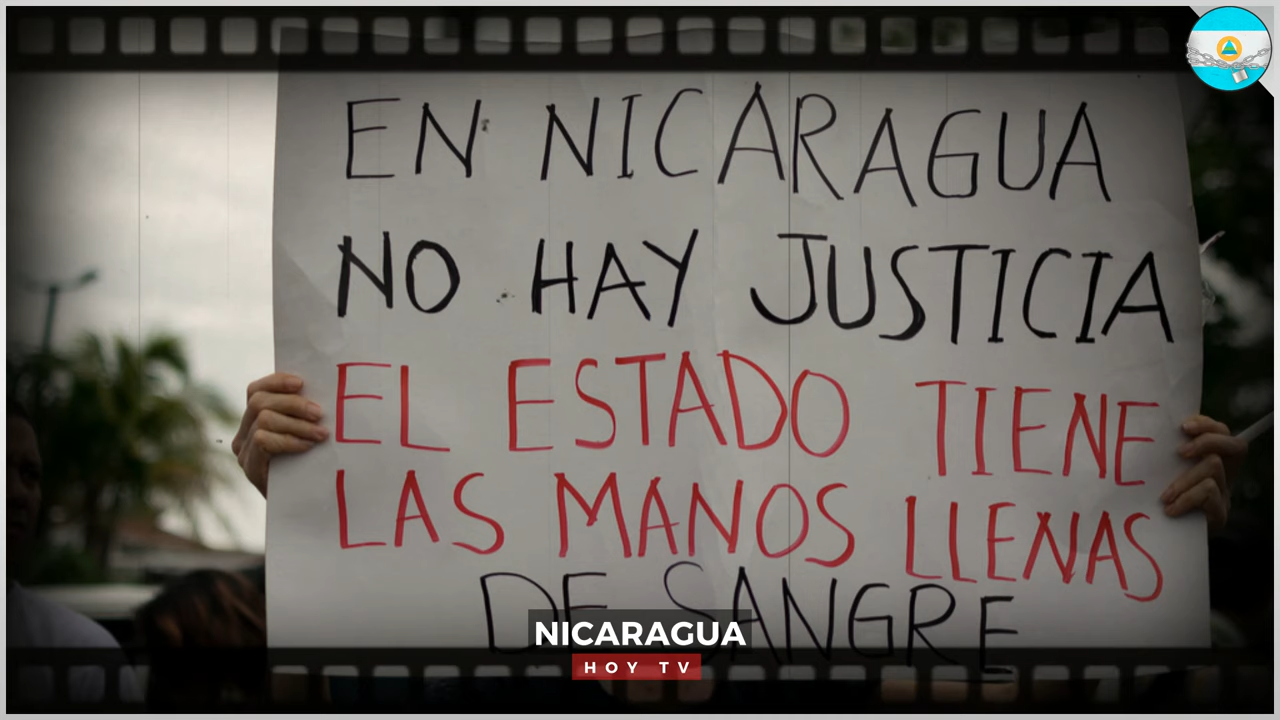 EN NICARAGUA
NO HAY JUSTICIA
EL ESTADO TIENE
LAS MANOS LLENAS
DE SANGRE
NICARAGUA
HOY TV